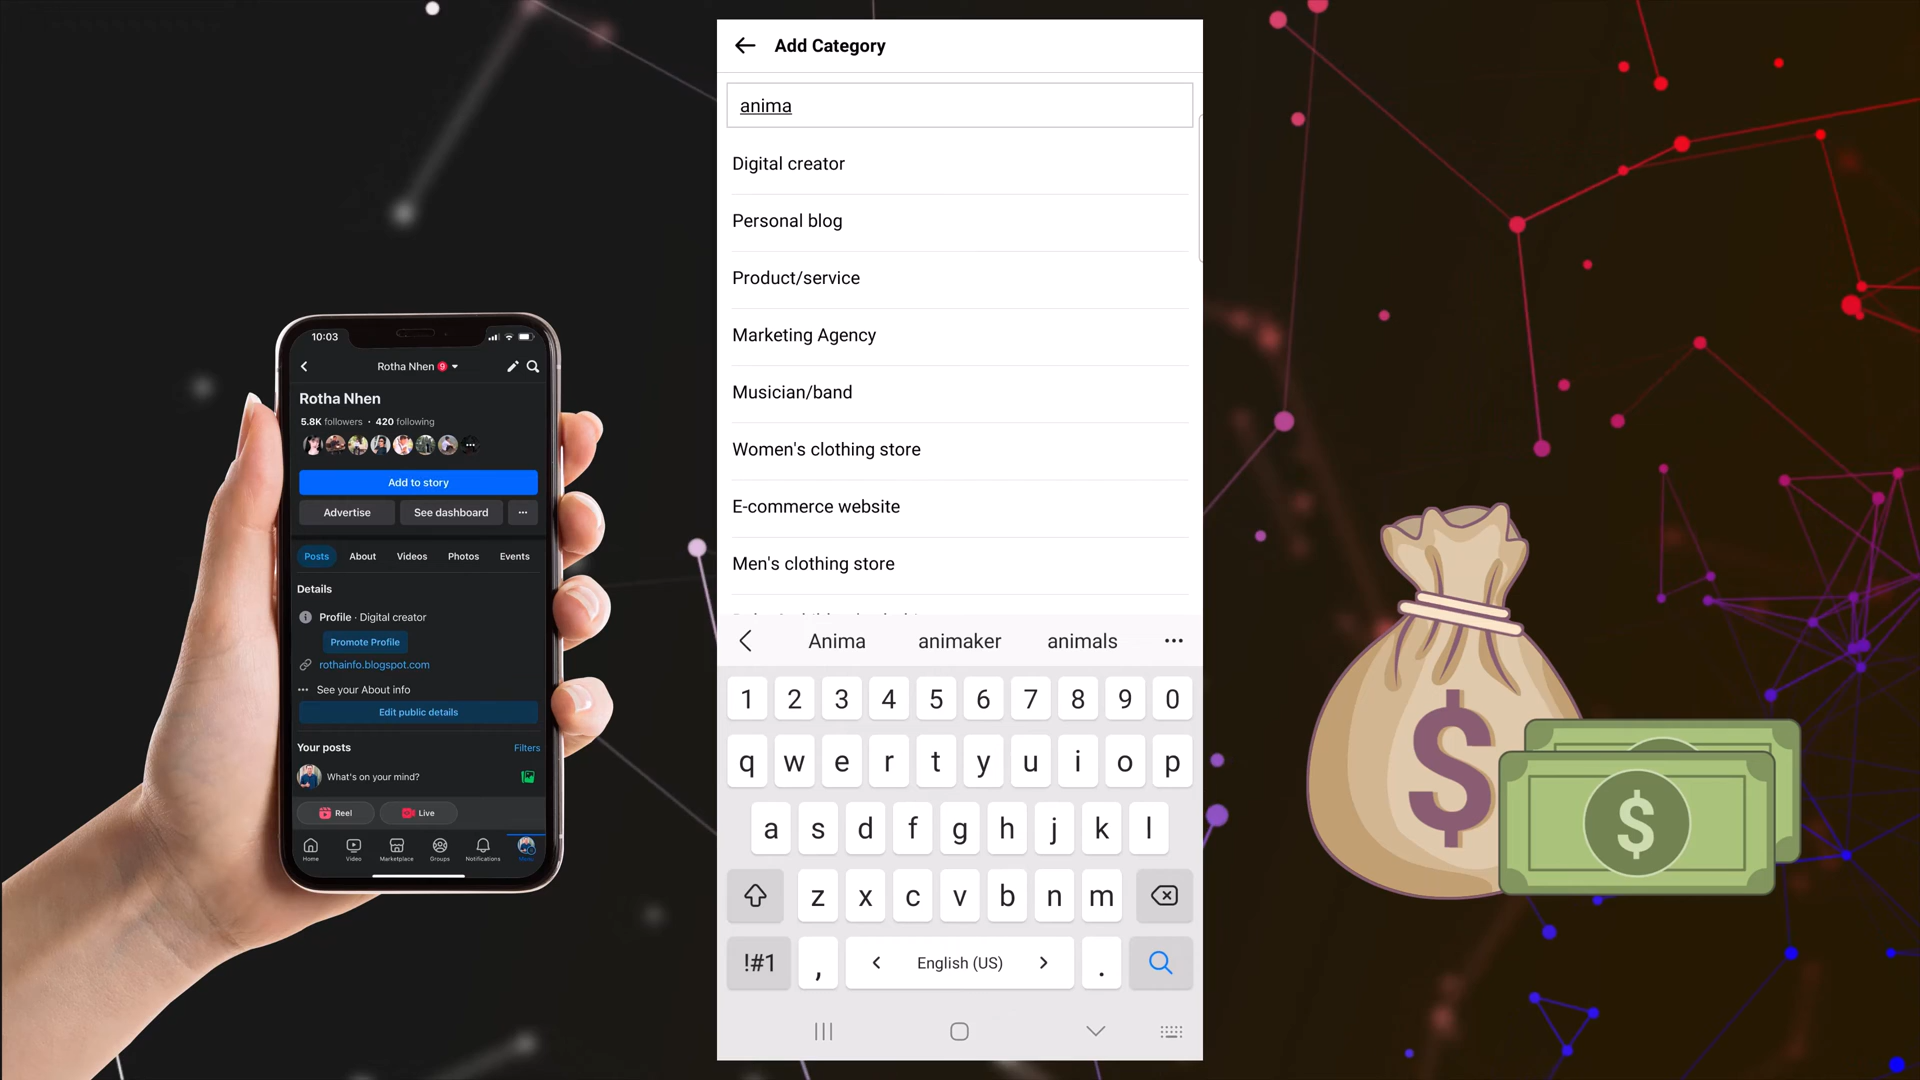 10:03
Rotha Nhen 9
Rotha Nhen
5.8K followers • 420 following
Add to story
Advertise
See dashboard
Posts
About
Videos
Photos
Events
Details
Profile · Digital creator
Promote Profile
rothainfo.blogspot.com
See your About info
Edit public details
Your posts
Filters
What's on your mind?
Reel
Live
Home
Video
Marketplace
Groups
Notifications
Menu
Add Category
anima
Digital creator
Personal blog
Product/service
Marketing Agency
Musician/band
Women's clothing store
E-commerce website
Men's clothing store
Anima animaker animals
1 2 3 4 5 6 7 8 9 0
q w e r t y u i o p
a s d f g h j k l
z x c v b n m
!#1 , < English (US) > .
$
$